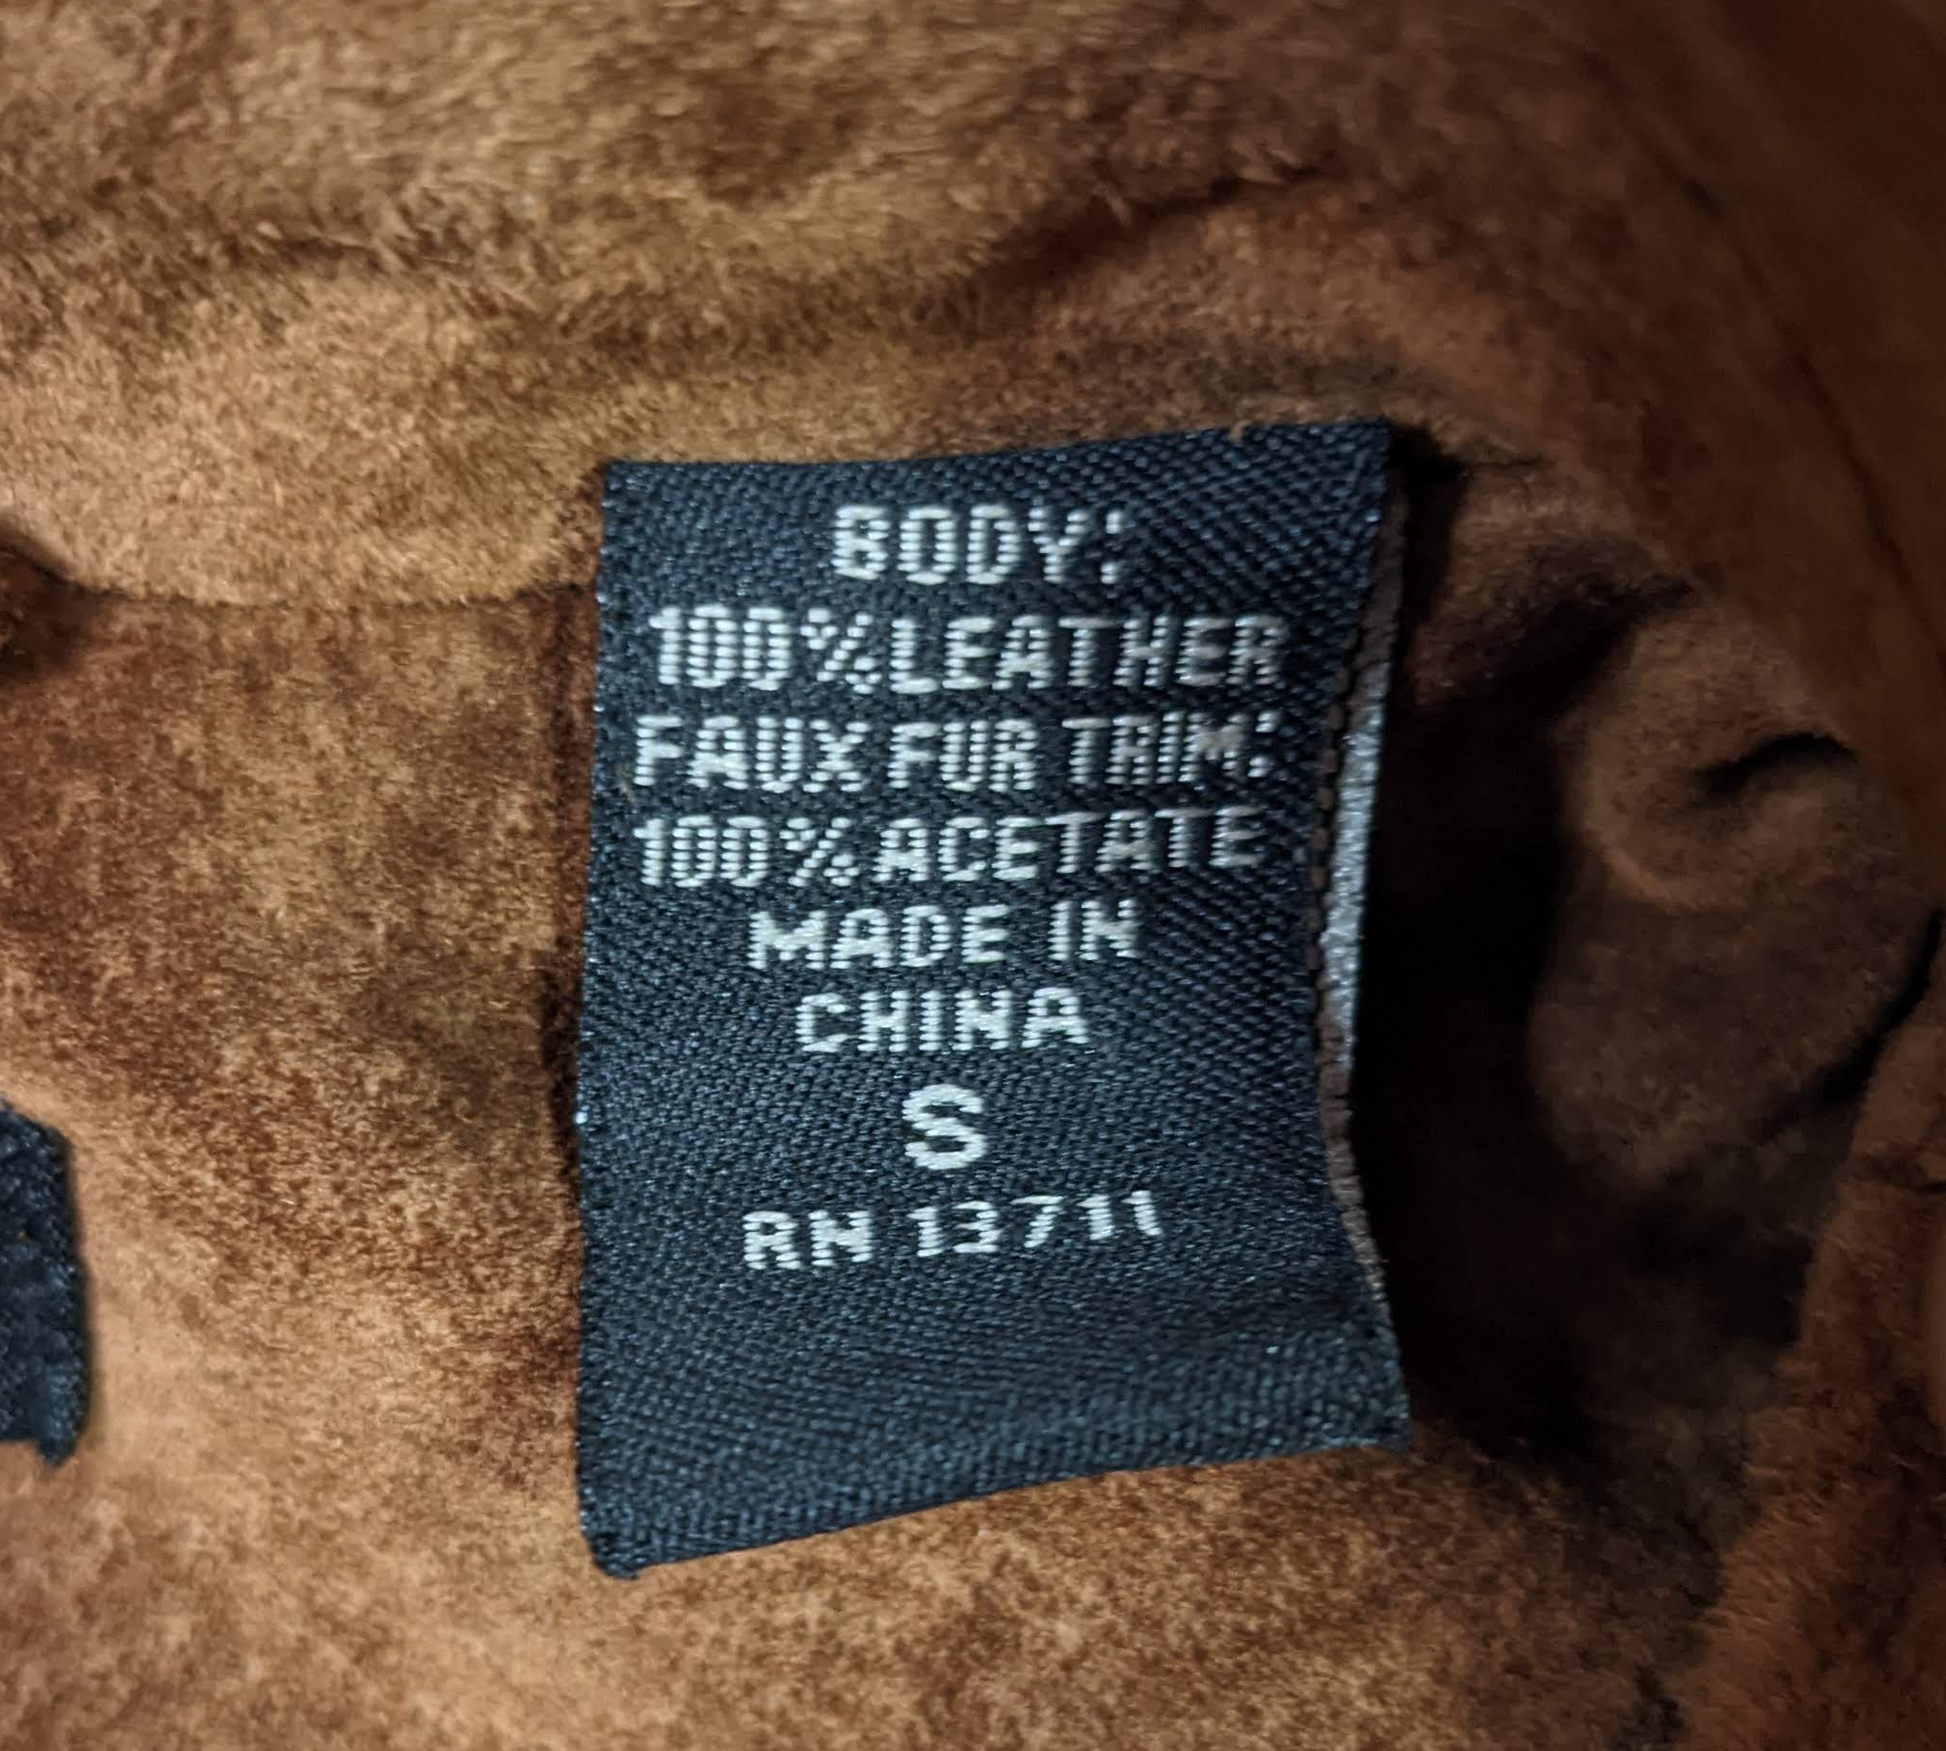 BODY:
100%LEATHER
FAUX FUR TRIM:
100%ACETATE
MADE IN
CHINA
S
RN 13711